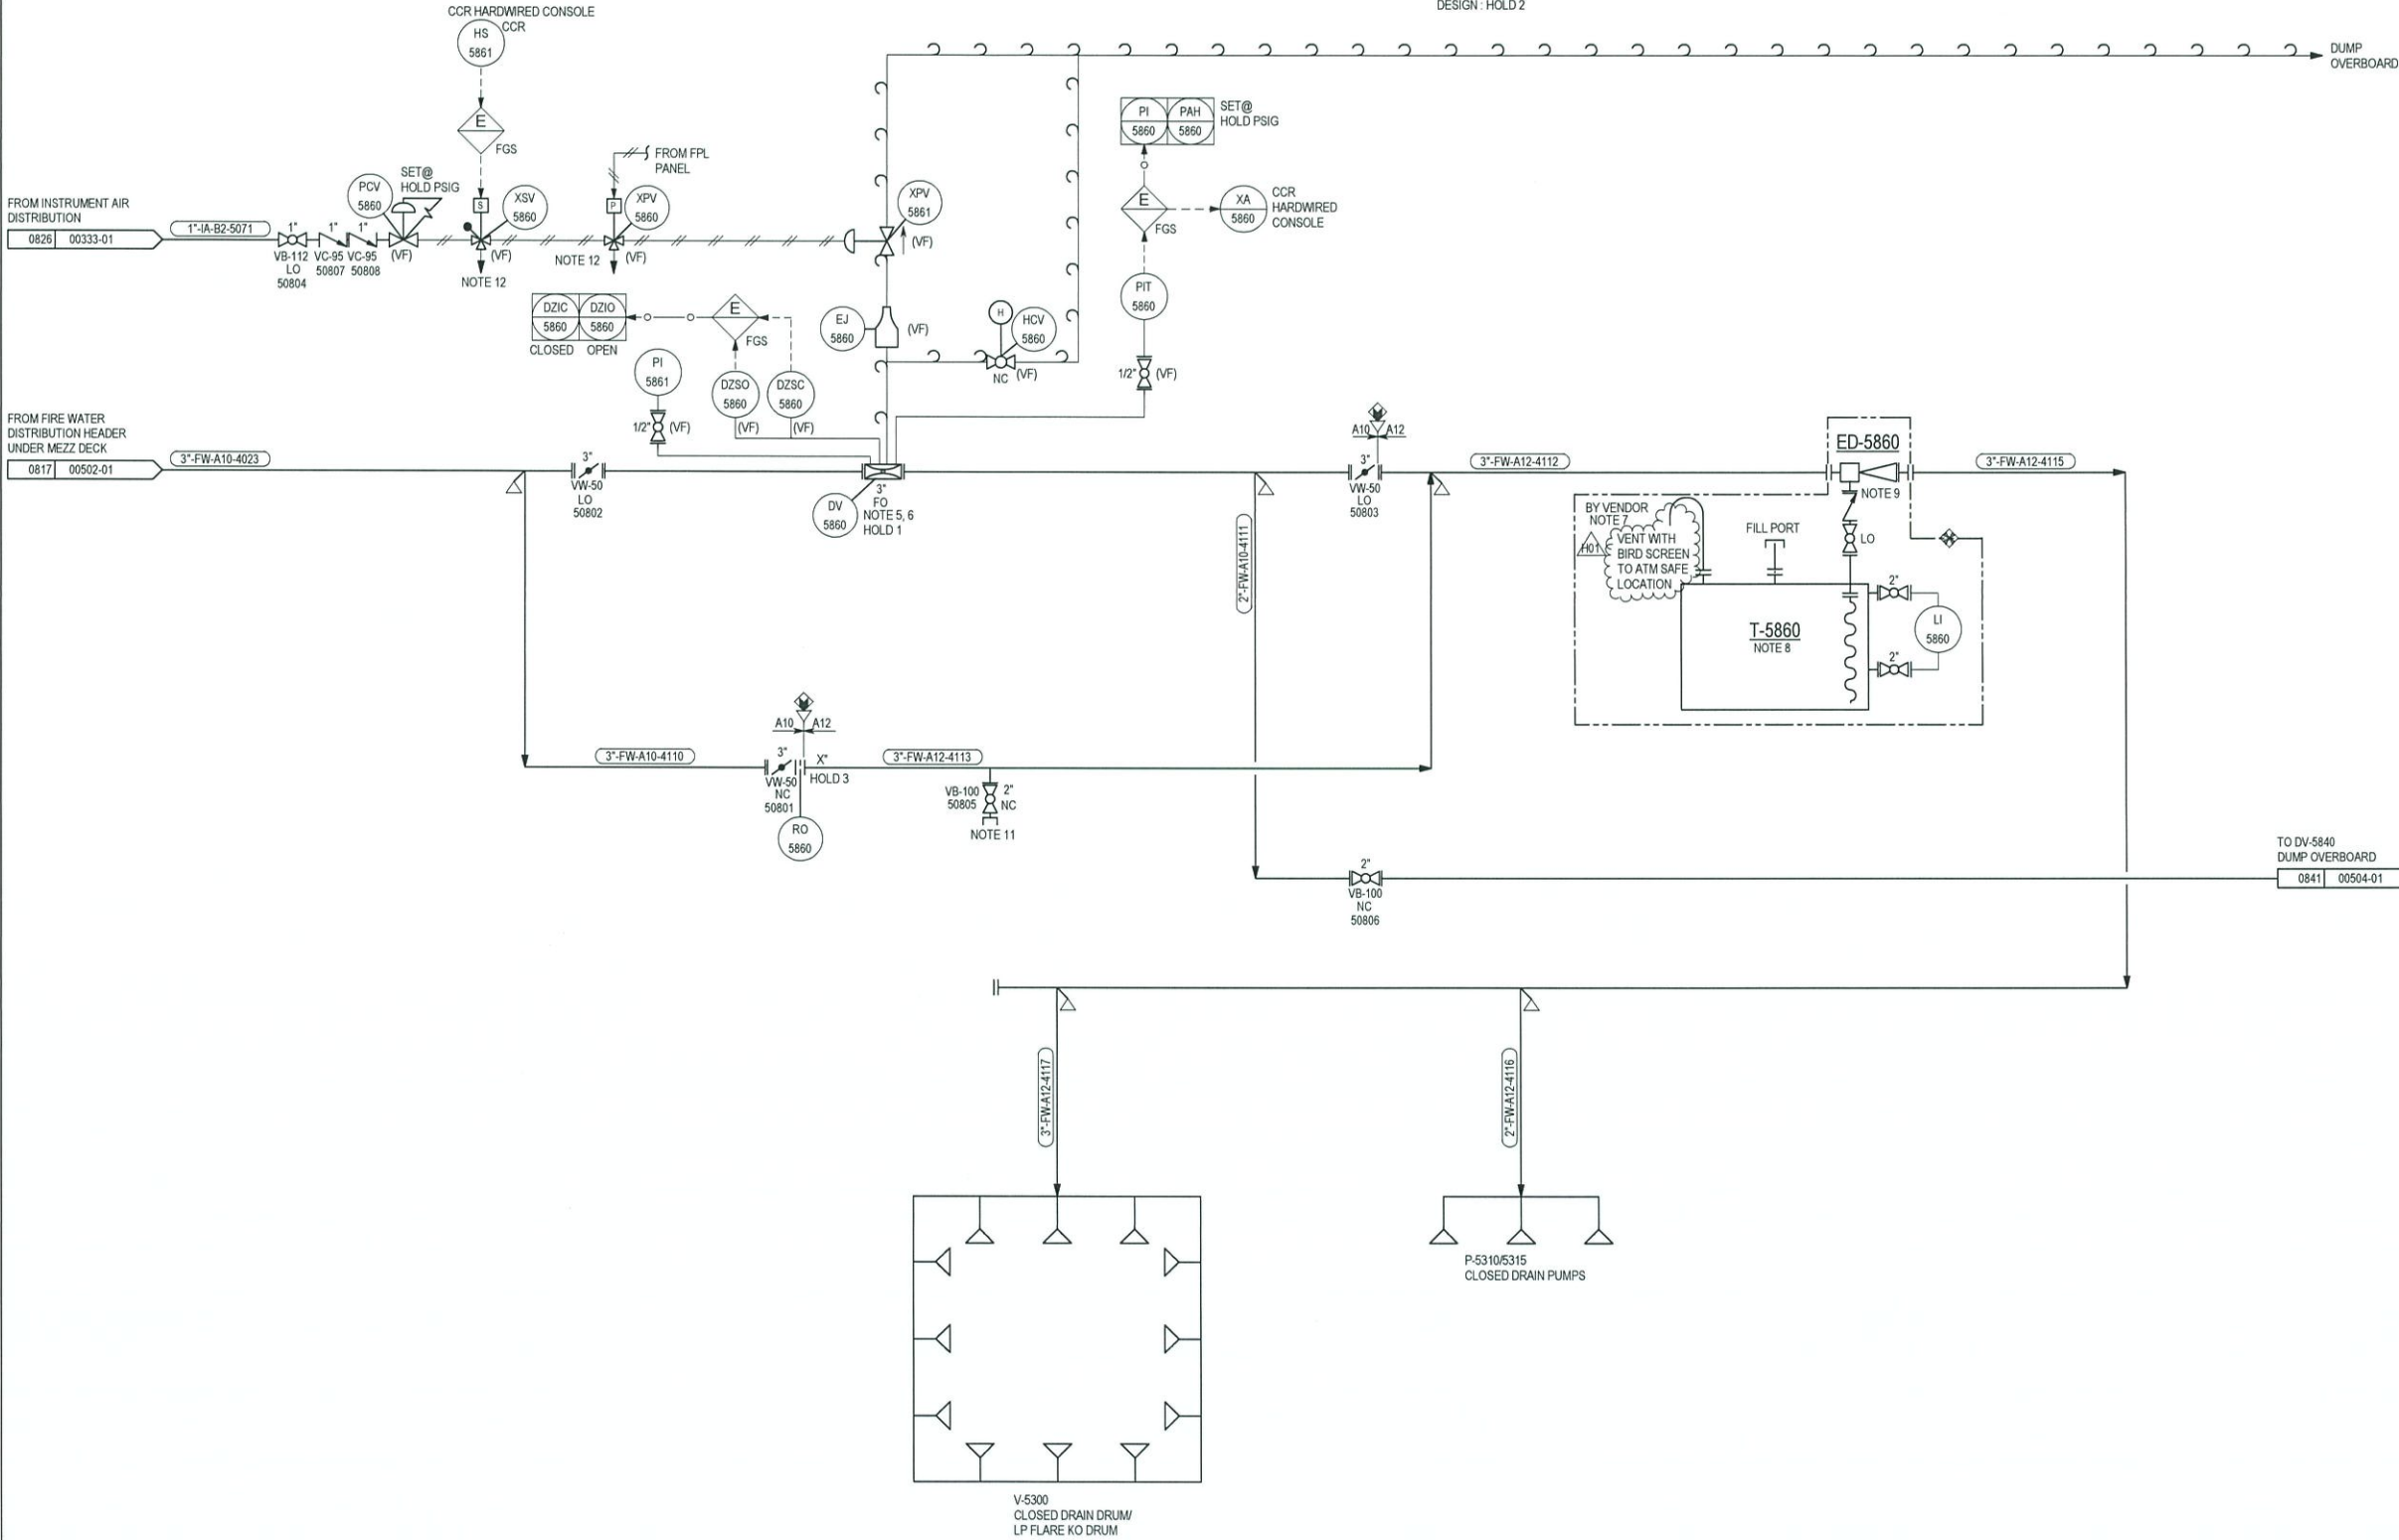 DESIGN : HOLD 2
CCR HARDWIRED CONSOLE
CCR
HS
5861
E
FGS
DUMP
OVERBOARD
PI
5860
PAH
5860
SET@
HOLD PSIG
FROM FPL
PANEL
SET@
HOLD PSIG
PCV
5860
S
XSV
5860
P
XPV
5860
XPV
5861
(VF)
E
FGS
XA
5860
CCR
HARDWIRED
CONSOLE
FROM INSTRUMENT AIR
DISTRIBUTION
0826
00333-01
1"-IA-B2-5071
1"
1"
1"
VB-112
LO
50804
VC-95
50807
VC-95
50808
(VF)
(VF)
NOTE 12
NOTE 12
(VF)
PIT
5860
DZIC
5860
DZIO
5860
CLOSED
OPEN
E
FGS
EJ
5860
(VF)
H
HCV
5860
NC
(VF)
1/2"
(VF)
PI
5861
1/2"
(VF)
DZSO
5860
(VF)
DZSC
5860
(VF)
FROM FIRE WATER
DISTRIBUTION HEADER
UNDER MEZZ DECK
0817
00502-01
3"-FW-A10-4023
3"
VW-50
LO
50802
DV
5860
3"
FO
NOTE 5, 6
HOLD 1
A10
A12
3"
VW-50
LO
50803
3"-FW-A12-4112
ED-5860
NOTE 9
3"-FW-A12-4115
2"-FW-A10-4111
BY VENDOR
NOTE 7
H01
VENT WITH
BIRD SCREEN
TO ATM SAFE
LOCATION
FILL PORT
LO
T-5860
NOTE 8
2"
LI
5860
2"
3"-FW-A10-4110
A10
A12
3"
VW-50
NC
50801
X"
HOLD 3
RO
5860
3"-FW-A12-4113
VB-100
50805
2"
NC
NOTE 11
2"
VB-100
NC
50806
TO DV-5840
DUMP OVERBOARD
0841
00504-01
3"-FW-A12-4117
2"-FW-A12-4116
P-5310/5315
CLOSED DRAIN PUMPS
V-5300
CLOSED DRAIN DRUM/
LP FLARE KO DRUM